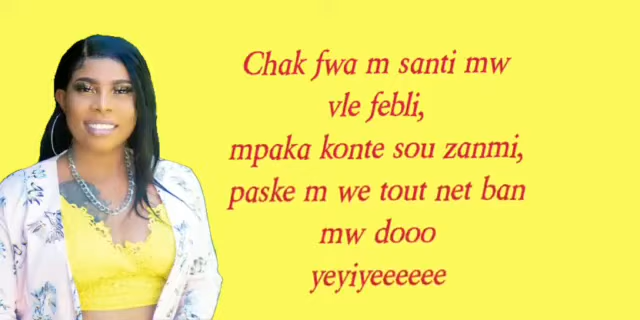 Chak fwa m santi mw
vle febli,
mpaka konte sou zanmi,
paske m we tout net ban
mw dooo
yeyiyeeeeee